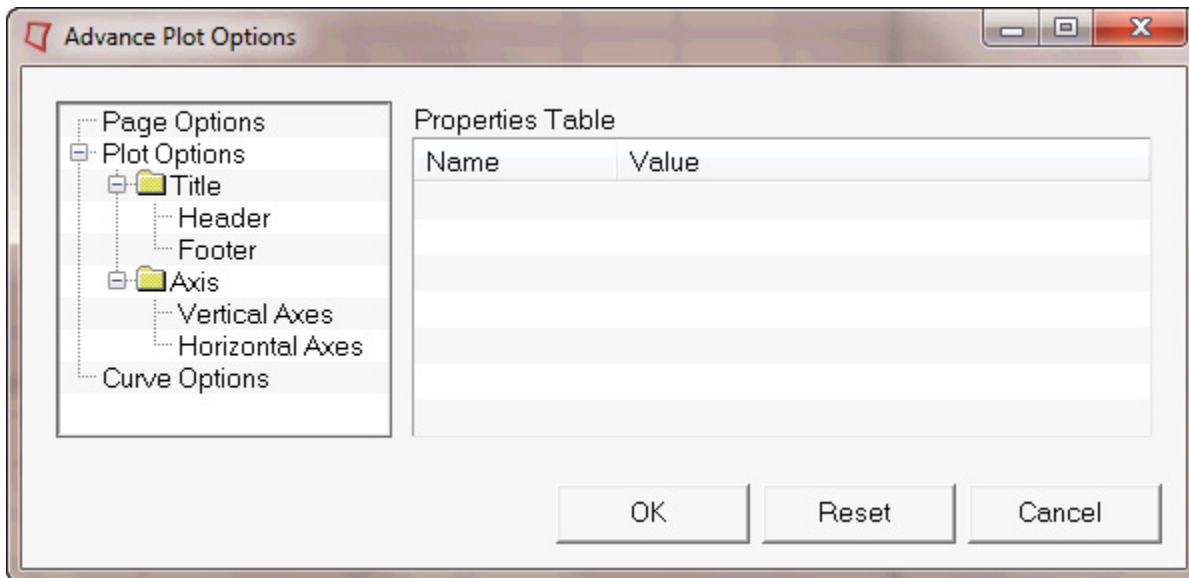 Advance Plot Options
Page Options
Plot Options
Title
Header
Footer
Axis
Vertical Axes
Horizontal Axes
Curve Options
Properties Table
Name Value
OK Reset Cancel